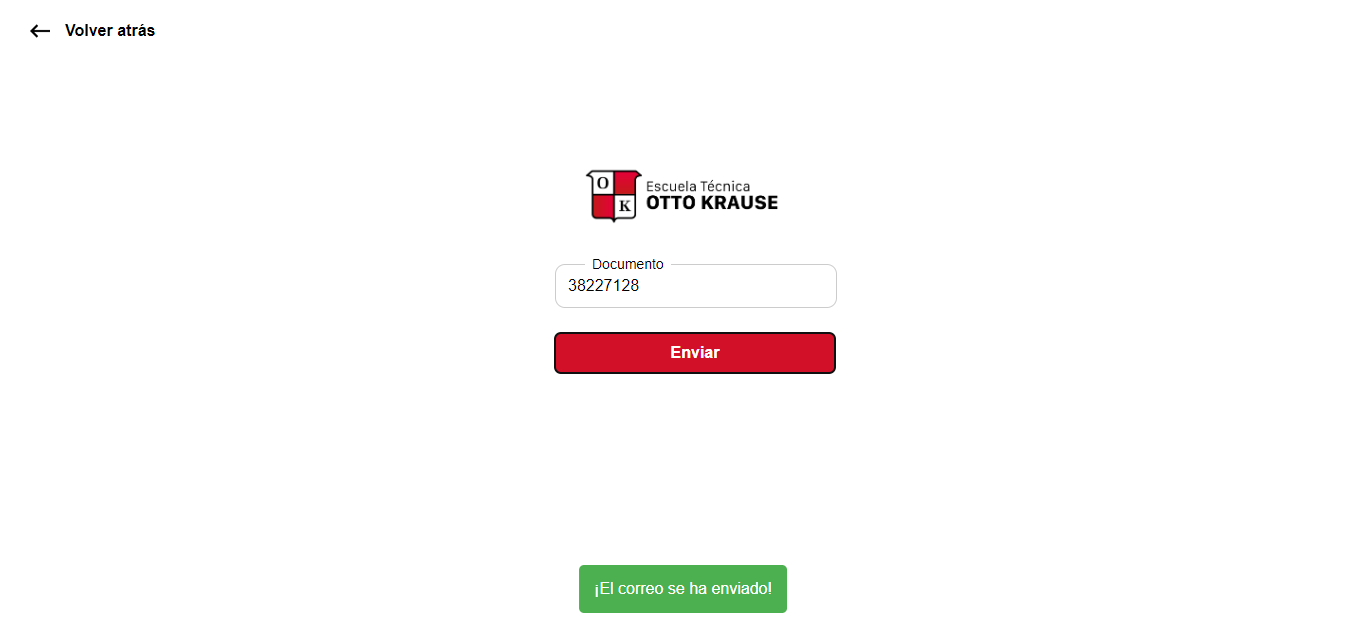 Volver atrás
O
K
Escuela Técnica
OTTO KRAUSE
Documento
38227128
Enviar
¡El correo se ha enviado!